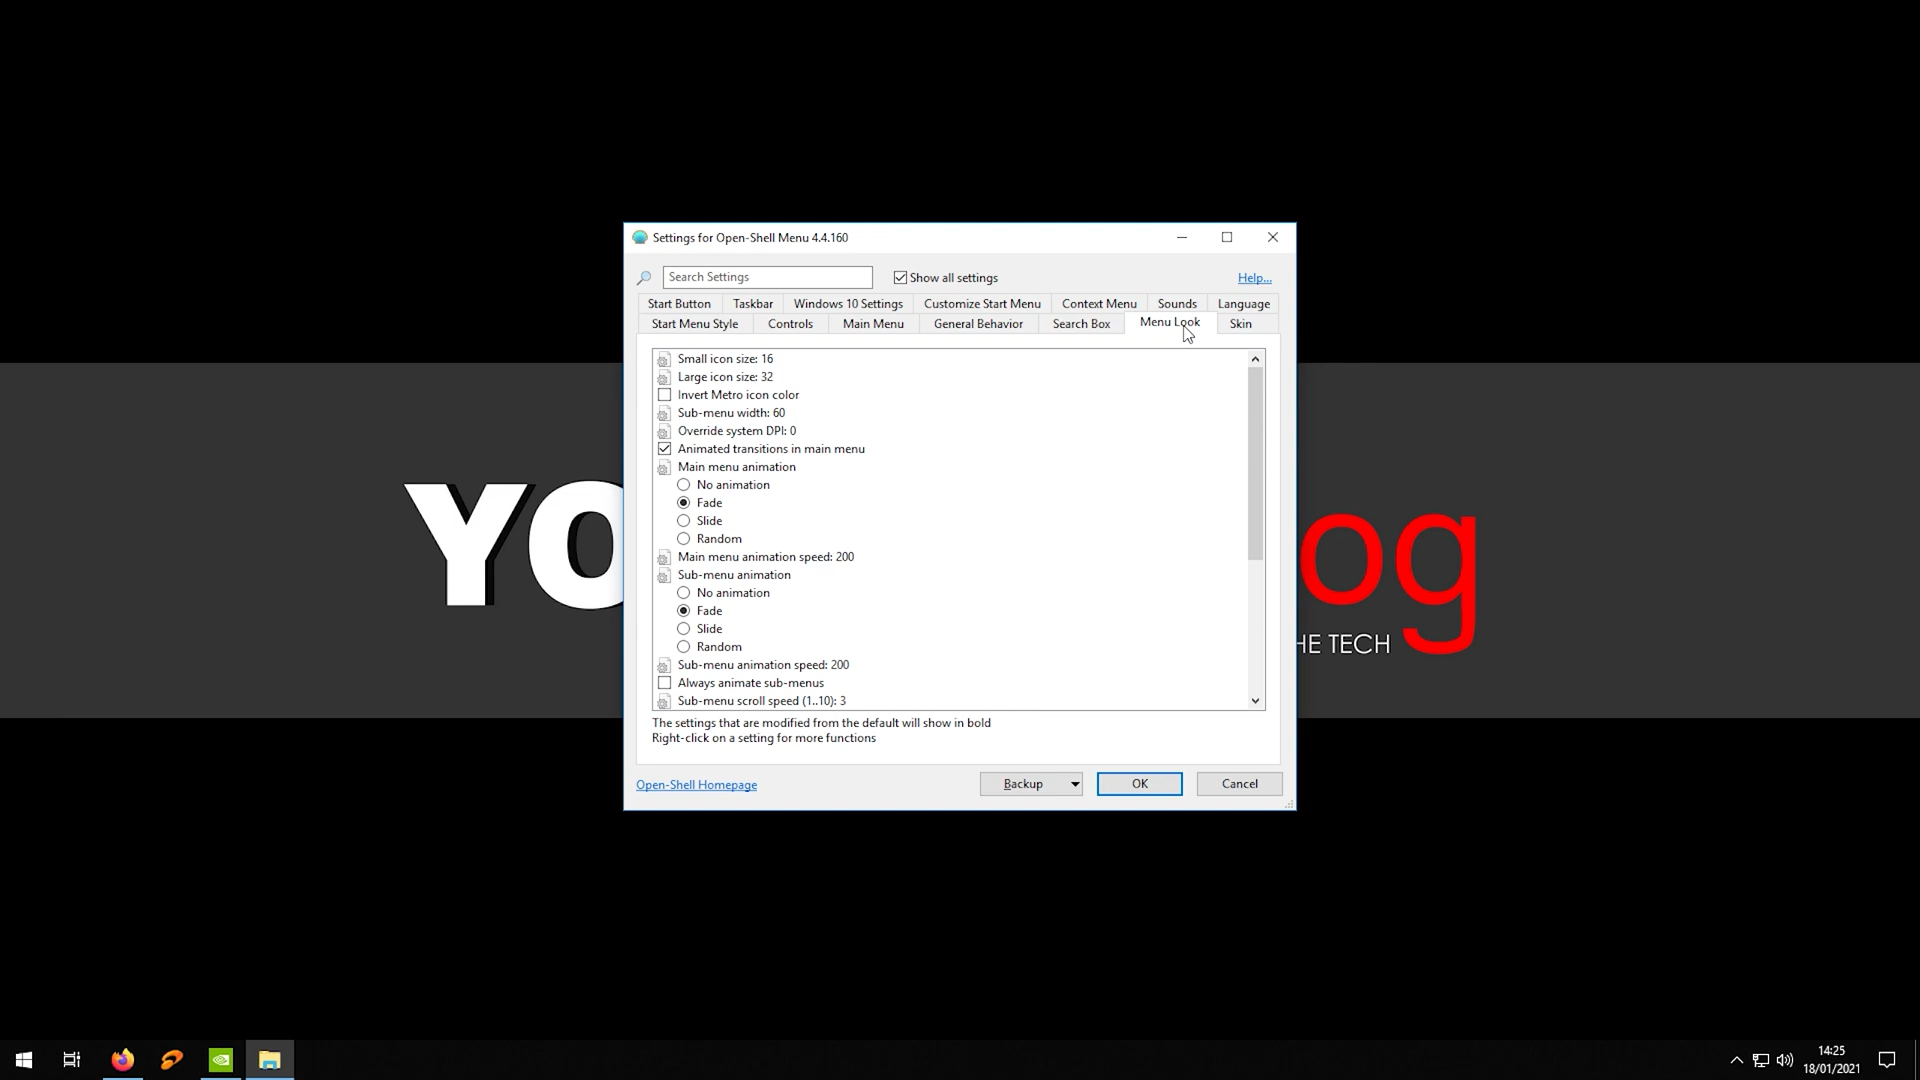 Settings for Open-Shell Menu 4.4.160
Search Settings
Show all settings
Help...
Start Button Taskbar Windows 10 Settings Customize Start Menu Context Menu Sounds Language
Start Menu Style Controls Main Menu General Behavior Search Box Menu Look Skin
Small icon size: 16
Large icon size: 32
Invert Metro icon color
Sub-menu width: 60
Override system DPI: 0
Animated transitions in main menu
Main menu animation
No animation
Fade
Slide
Random
Main menu animation speed: 200
Sub-menu animation
No animation
Fade
Slide
Random
Sub-menu animation speed: 200
Always animate sub-menus
Sub-menu scroll speed (1..10): 3
The settings that are modified from the default will show in bold
Right-click on a setting for more functions
Open-Shell Homepage
Backup
OK
Cancel
YO
og
HE TECH
14:25
18/01/2021